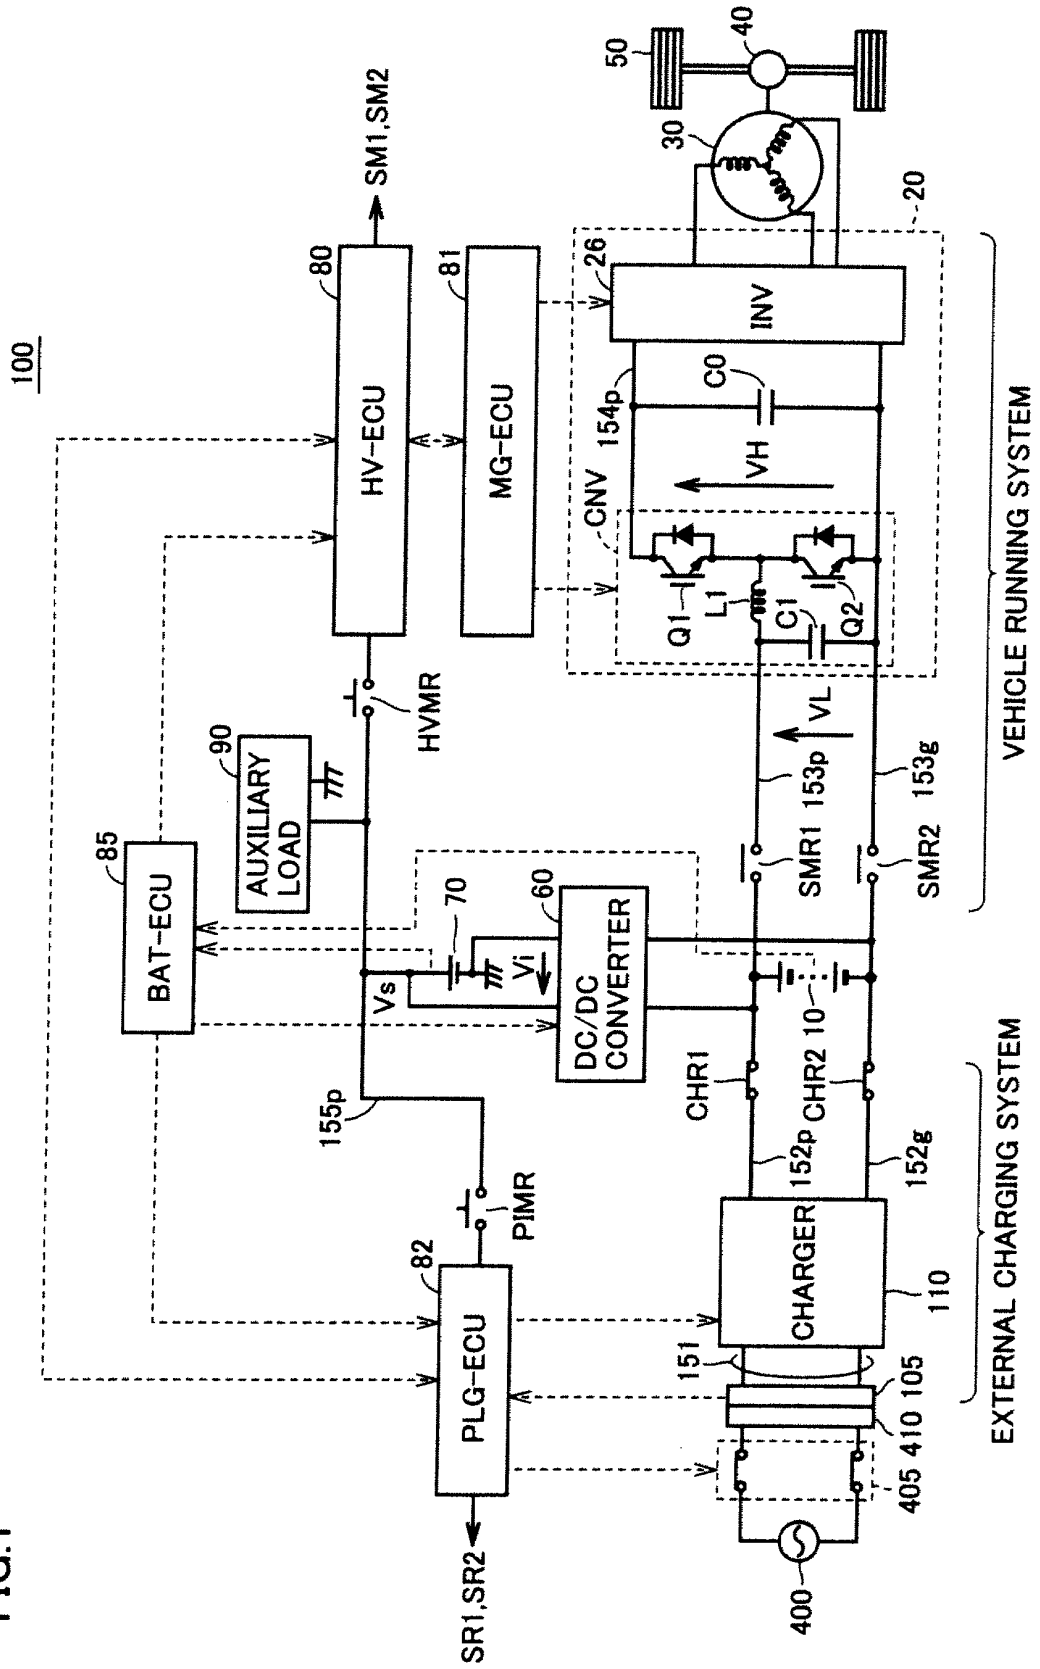 FIG.1
100
SM1,SM2
80
HV-ECU
81
MG-ECU
85
BAT-ECU
90
AUXILIARY
LOAD
HVMR
155p
PIMR
82
PLG-ECU
SR1,SR2
70
Vs
Vi
60
DC/DC
CONVERTER
50
40
30
20
26
INV
154p
C0
VH
CNV
Q1
L1
C1
Q2
VL
153p
153g
SMR1
SMR2
10
CHR1
CHR2
152p
152g
CHARGER
110
151
105
410
405
400
EXTERNAL CHARGING SYSTEM
VEHICLE RUNNING SYSTEM